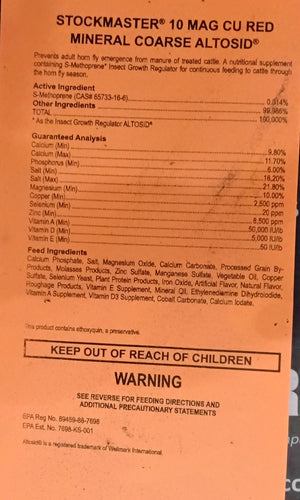 STOCKMASTER® 10 MAG CU RED
MINERAL COARSE ALTOSID®
Prevents adult horn fly emergence from manure of treated cattle. A nutritional supplement
containing S-Methoprene* Insect Growth Regulator for continuous feeding to cattle through
the horn fly season.
Active Ingredient
S-Methoprene (CAS# 65733-16-6) 0.014%
Other Ingredients 99.986%
TOTAL 100.000%
* As the Insect Growth Regulator ALTOSID®
Guaranteed Analysis
Calcium (Min) 9.80%
Calcium (Max) 11.70%
Phosphorus (Min) 6.00%
Salt (Min) 18.20%
Salt (Max) 21.80%
Magnesium (Min) 10.00%
Copper (Min) 2,500 ppm
Selenium (Min) 20 ppm
Zinc (Min) 8,500 ppm
Vitamin A (Min) 50,000 IU/lb
Vitamin D (Min) 5,000 IU/lb
Vitamin E (Min) 50 IU/lb
Feed Ingredients
Calcium Phosphate, Salt, Magnesium Oxide, Calcium Carbonate, Processed Grain By-
Products, Molasses Products, Zinc Sulfate, Manganese Sulfate, Vegetable Oil, Copper
Sulfate, Selenium Yeast, Plant Protein Products, Iron Oxide, Artificial Flavor, Natural Flavor,
Roughage Products, Vitamin E Supplement, Mineral Oil, Ethylenediamine Dihydroiodide,
Vitamin A Supplement, Vitamin D3 Supplement, Cobalt Carbonate, Calcium Iodate.
This product contains ethoxyquin, a preservative.
KEEP OUT OF REACH OF CHILDREN
WARNING
SEE REVERSE FOR FEEDING DIRECTIONS AND
ADDITIONAL PRECAUTIONARY STATEMENTS
EPA Reg No. 89459-88-7698
EPA Est. No. 7698-KS-001
Altosid® is a registered trademark of Wellmark International.